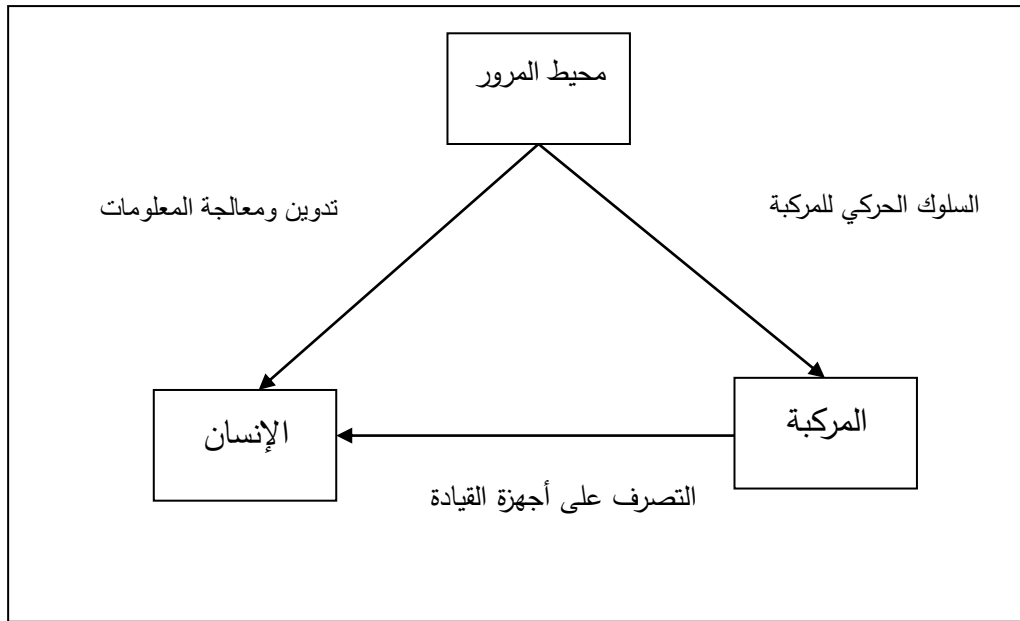 محيط المرور
السلوك الحركي للمركبة
تدوين ومعالجة المعلومات
المركبة
الإنسان
التصرف على أجهزة القيادة